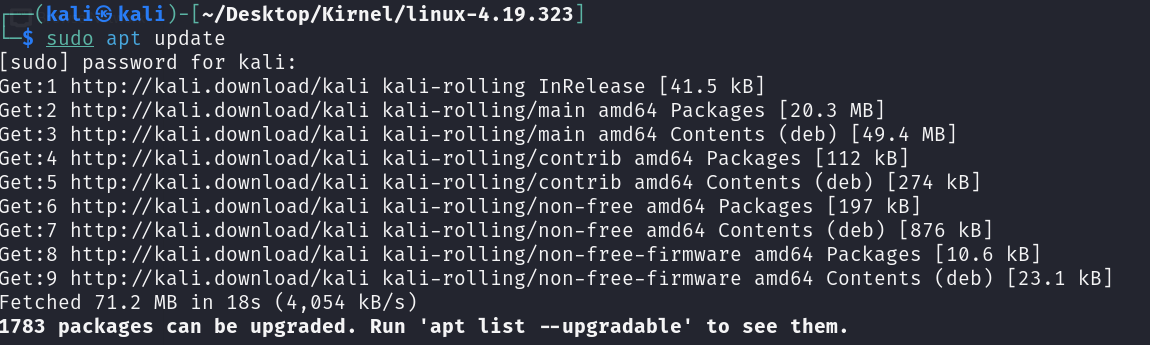 ┌──(kali㉿kali)-[~/Desktop/Kirnel/linux-4.19.323]
└─$ sudo apt update
[sudo] password for kali:
Get:1 http://kali.download/kali kali-rolling InRelease [41.5 kB]
Get:2 http://kali.download/kali kali-rolling/main amd64 Packages [20.3 MB]
Get:3 http://kali.download/kali kali-rolling/main amd64 Contents (deb) [49.4 MB]
Get:4 http://kali.download/kali kali-rolling/contrib amd64 Packages [112 kB]
Get:5 http://kali.download/kali kali-rolling/contrib amd64 Contents (deb) [274 kB]
Get:6 http://kali.download/kali kali-rolling/non-free amd64 Packages [197 kB]
Get:7 http://kali.download/kali kali-rolling/non-free amd64 Contents (deb) [876 kB]
Get:8 http://kali.download/kali kali-rolling/non-free-firmware amd64 Packages [10.6 kB]
Get:9 http://kali.download/kali kali-rolling/non-free-firmware amd64 Contents (deb) [23.1 kB]
Fetched 71.2 MB in 18s (4,054 kB/s)
1783 packages can be upgraded. Run 'apt list --upgradable' to see them.